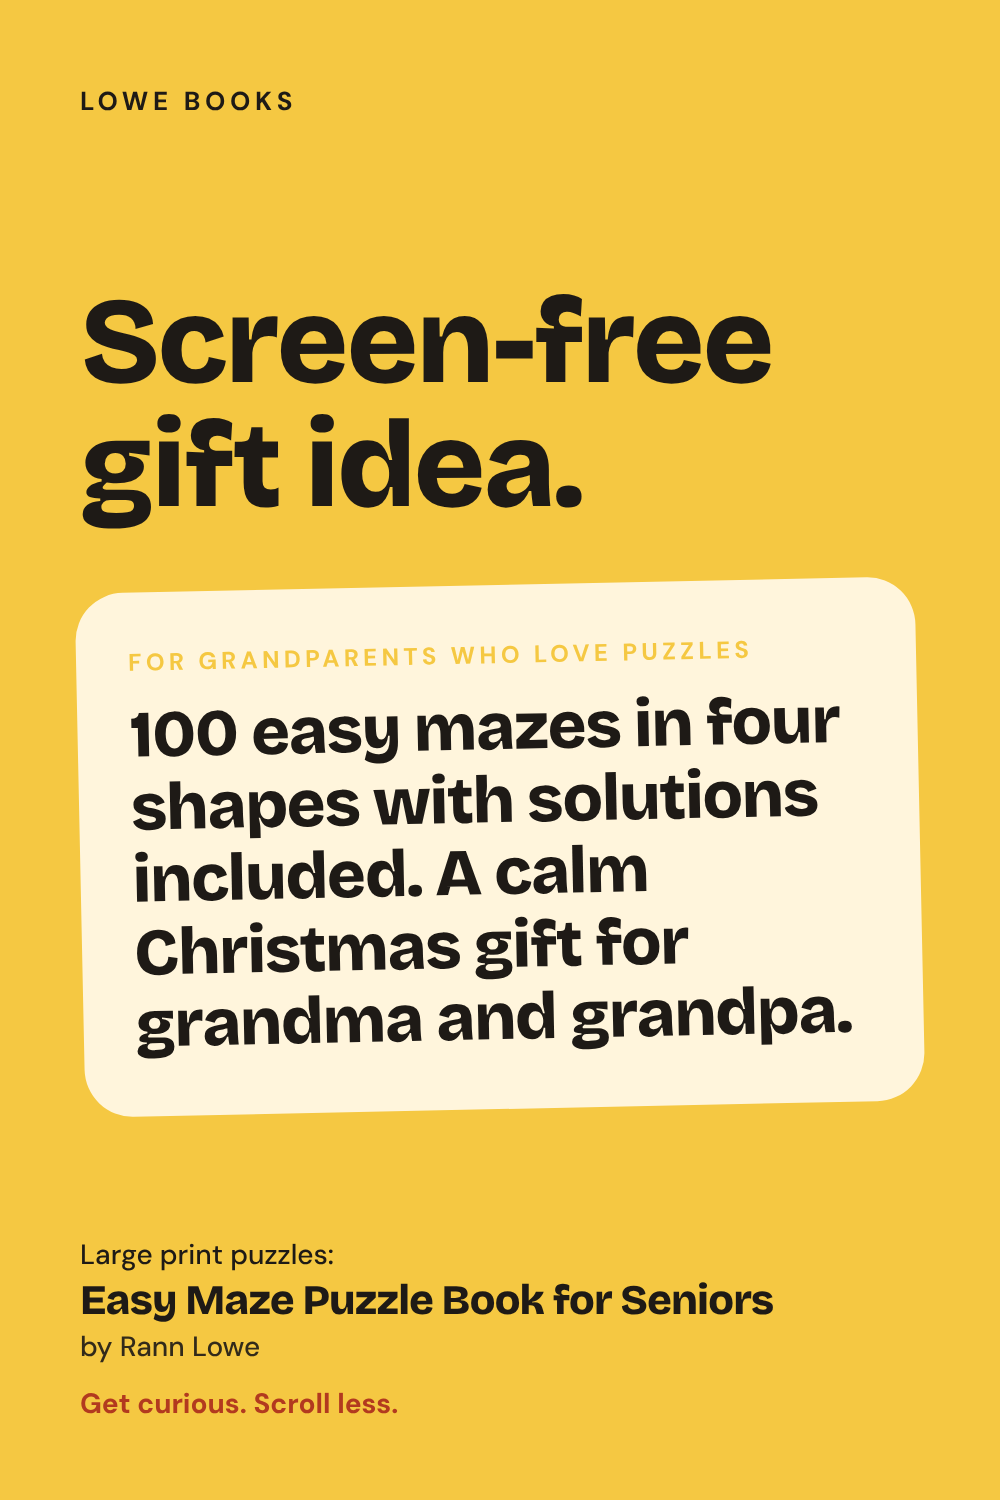 LOWE BOOKS
Screen-free
gift idea.
FOR GRANDPARENTS WHO LOVE PUZZLES
100 easy mazes in four
shapes with solutions
included. A calm
Christmas gift for
grandma and grandpa.
Large print puzzles:
Easy Maze Puzzle Book for Seniors
by Rann Lowe
Get curious. Scroll less.